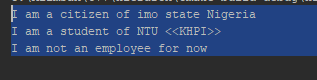 I am a citizen of imo state Nigeria
I am a student of NTU <<KHPI>>
I am not an employee for now